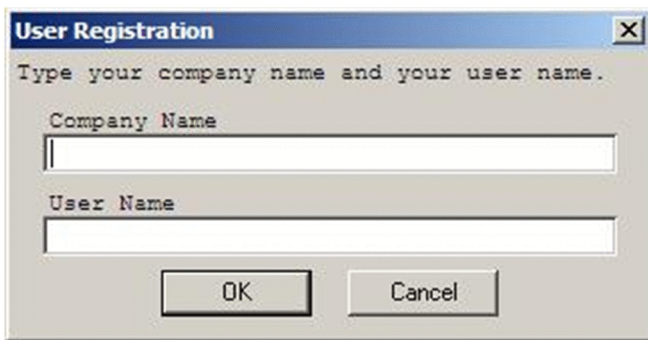 User Registration
Type your company name and your user name.
Company Name
User Name
OK Cancel